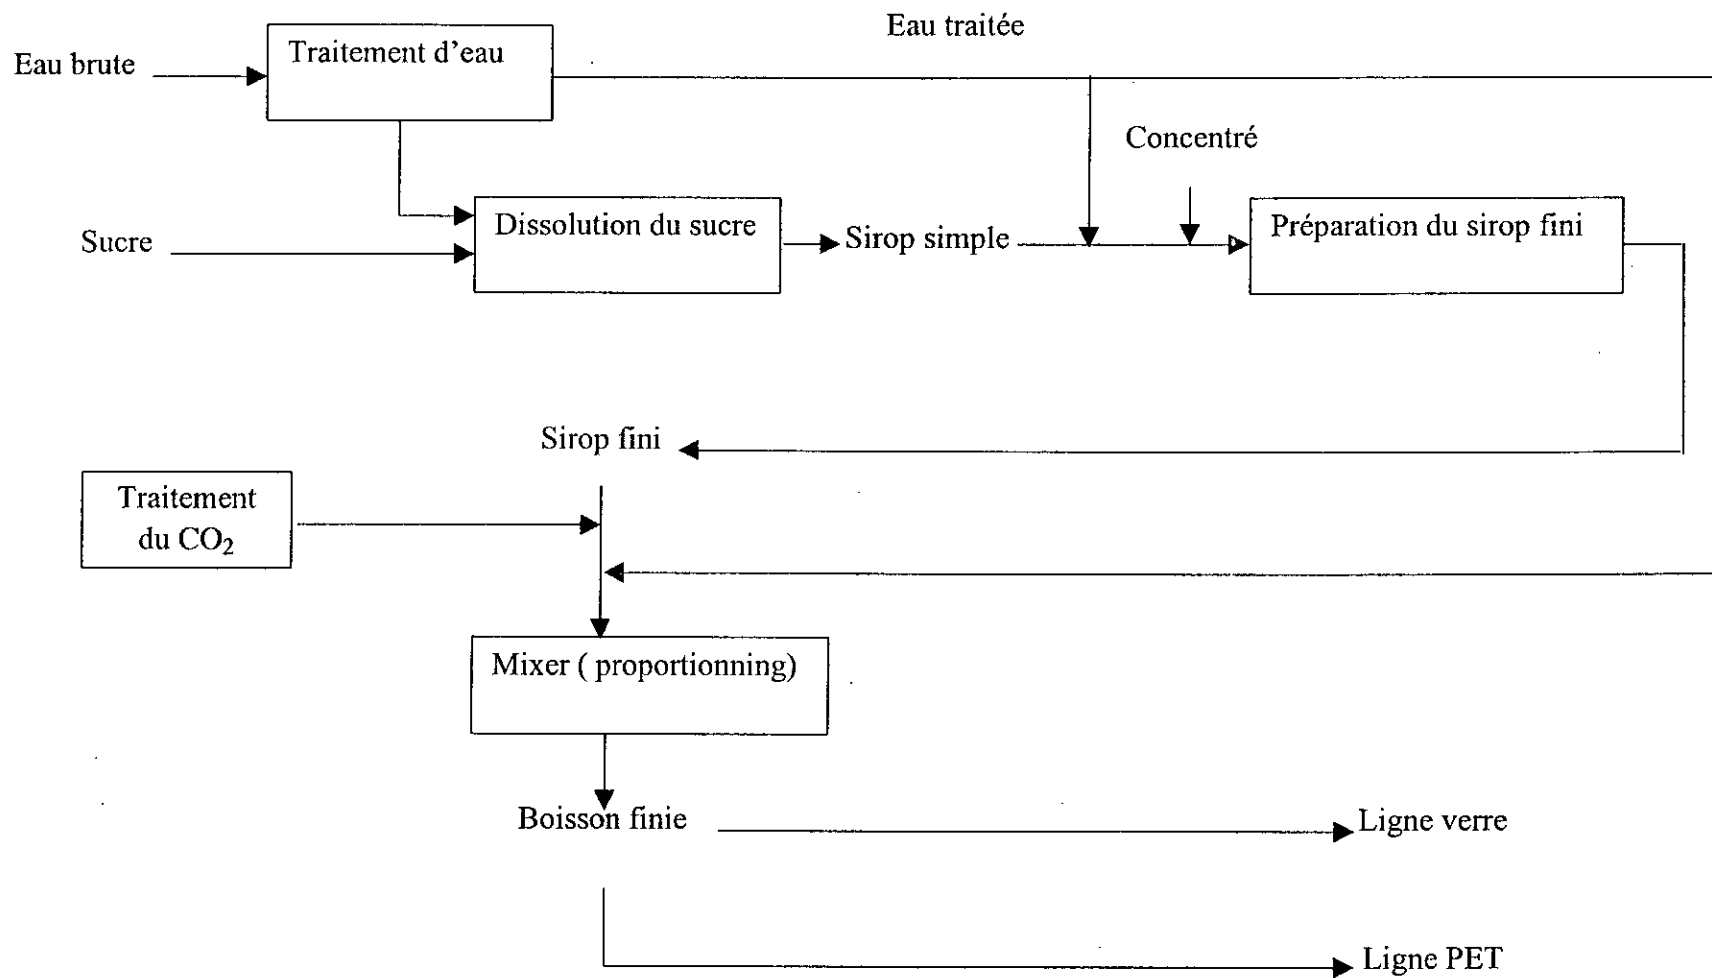 Eau traitée
Eau brute
Traitement d'eau
Concentré
Sucre
Dissolution du sucre
Sirop simple
Préparation du sirop fini
Sirop fini
Traitement
du CO₂
Mixer ( proportionning)
Boisson finie
Ligne verre
Ligne PET